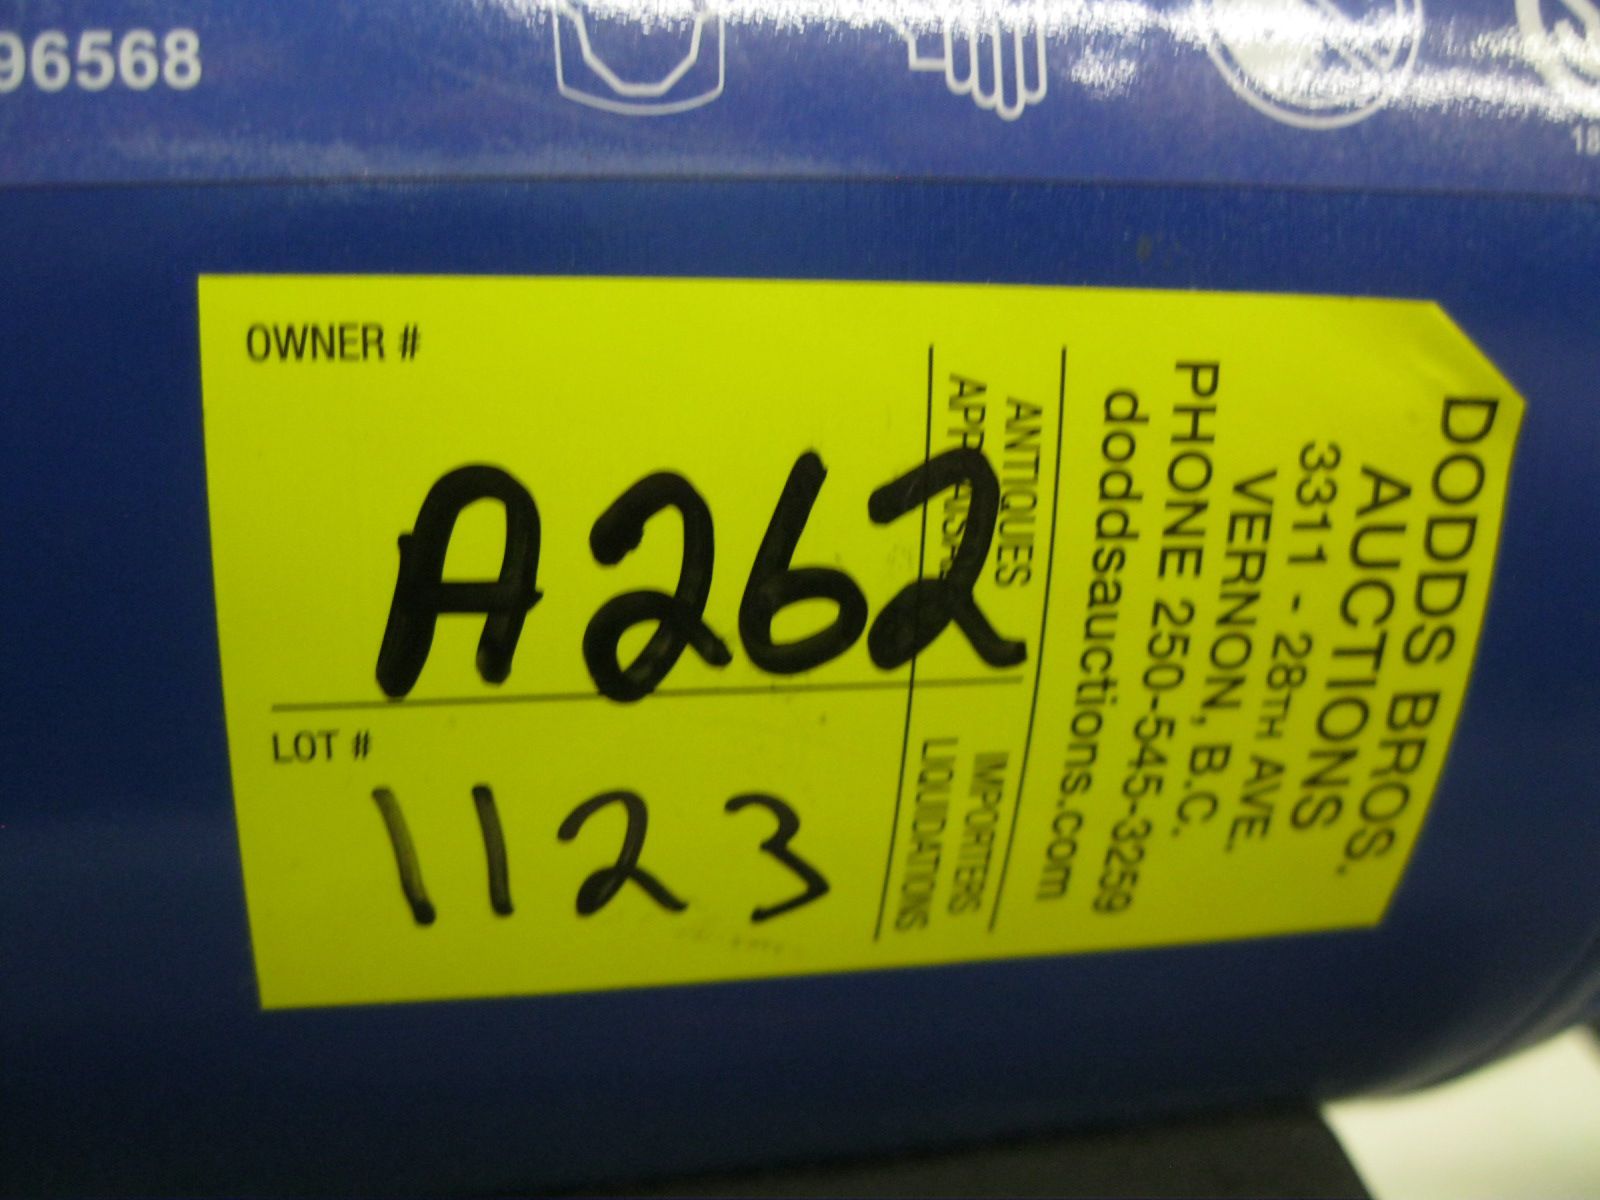 96568
18
OWNER #
A262
LOT #
1123
DODDS BROS.
AUCTIONS
3311 - 28TH AVE.
VERNON, B.C.
PHONE 250-545-3259
doddsauctions.com
ANTIQUES IMPORTERS
LIQUIDATIONS